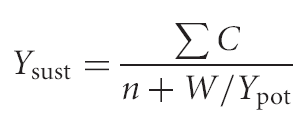 Y_sust = ∑ C / (n + W/Y_pot)